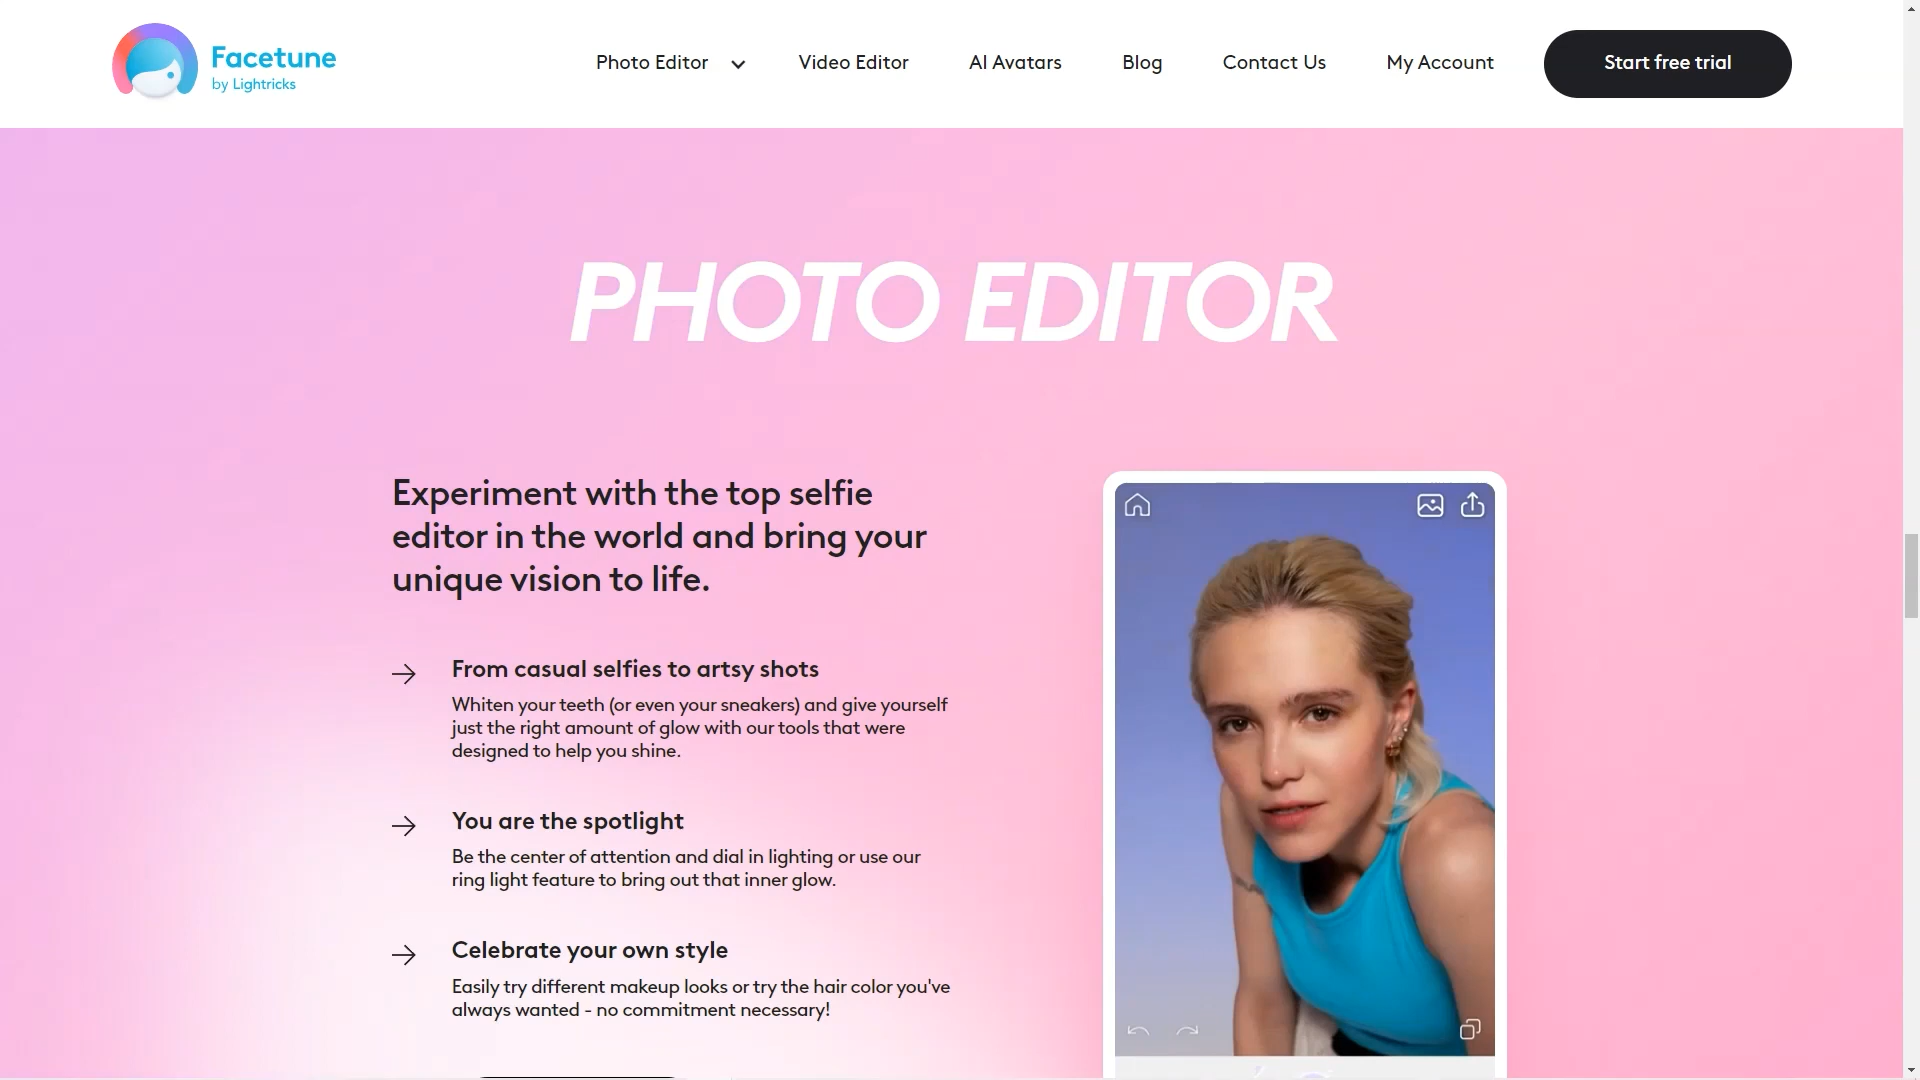 Facetune
by Lightricks
Photo Editor
Video Editor
AI Avatars
Blog
Contact Us
My Account
Start free trial
PHOTO EDITOR
Experiment with the top selfie
editor in the world and bring your
unique vision to life.
From casual selfies to artsy shots
Whiten your teeth (or even your sneakers) and give yourself
just the right amount of glow with our tools that were
designed to help you shine.
You are the spotlight
Be the center of attention and dial in lighting or use our
ring light feature to bring out that inner glow.
Celebrate your own style
Easily try different makeup looks or try the hair color you've
always wanted - no commitment necessary!